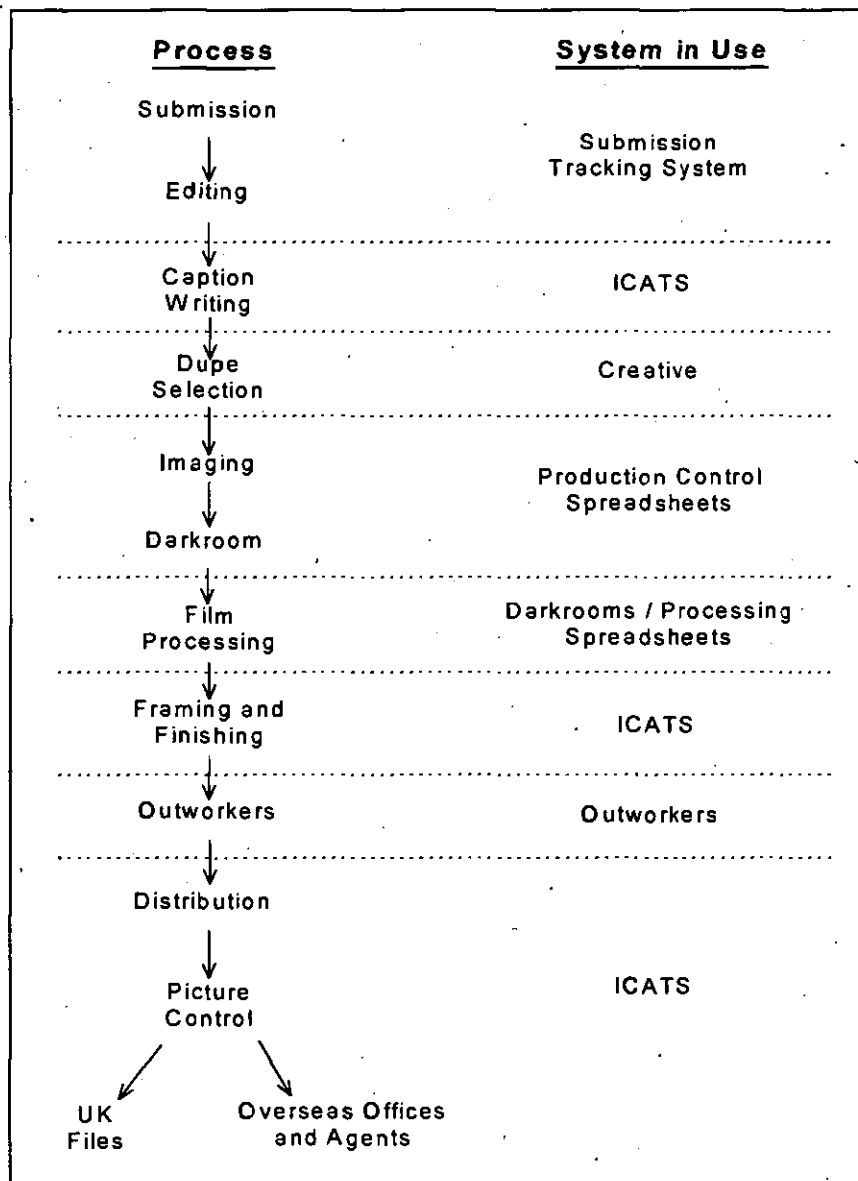 Process
System in Use
Submission
Submission
Tracking System
Editing
Caption
Writing
ICATS
Dupe
Selection
Creative
Imaging
Production Control
Spreadsheets
Darkroom
Film
Processing
Darkrooms / Processing
Spreadsheets
Framing and
Finishing
ICATS
Outworkers
Outworkers
Distribution
Picture
Control
ICATS
UK
Files
Overseas Offices
and Agents